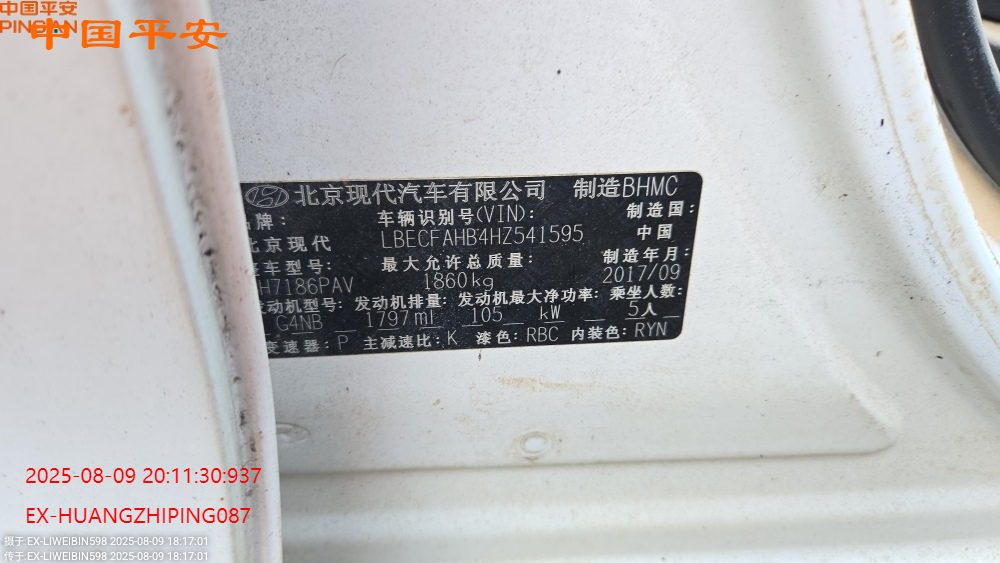 中国平安
PINGAN
中国平安
北京现代汽车有限公司 制造BHMC
牌: 车辆识别号(VIN): 制造国:
北京现代 LBECFAHB4HZ541595 中国
车型号: 最大允许总质量: 制造年月:
H7186PAV 1860kg 2017/09
发动机型号: 发动机排量: 发动机最大净功率: 乘坐人数:
G4NB 1797ml 105 kW 5人
变速器: P 主减速比: K 漆色: RBC 内装色: RYN
2025-08-09 20:11:30:937
EX-HUANGZHIPING087
摄于:EX-LIWEIBIN598 2025-08-09 18:17:01
传于:EX-LIWEIBIN598 2025-08-09 18:17:01